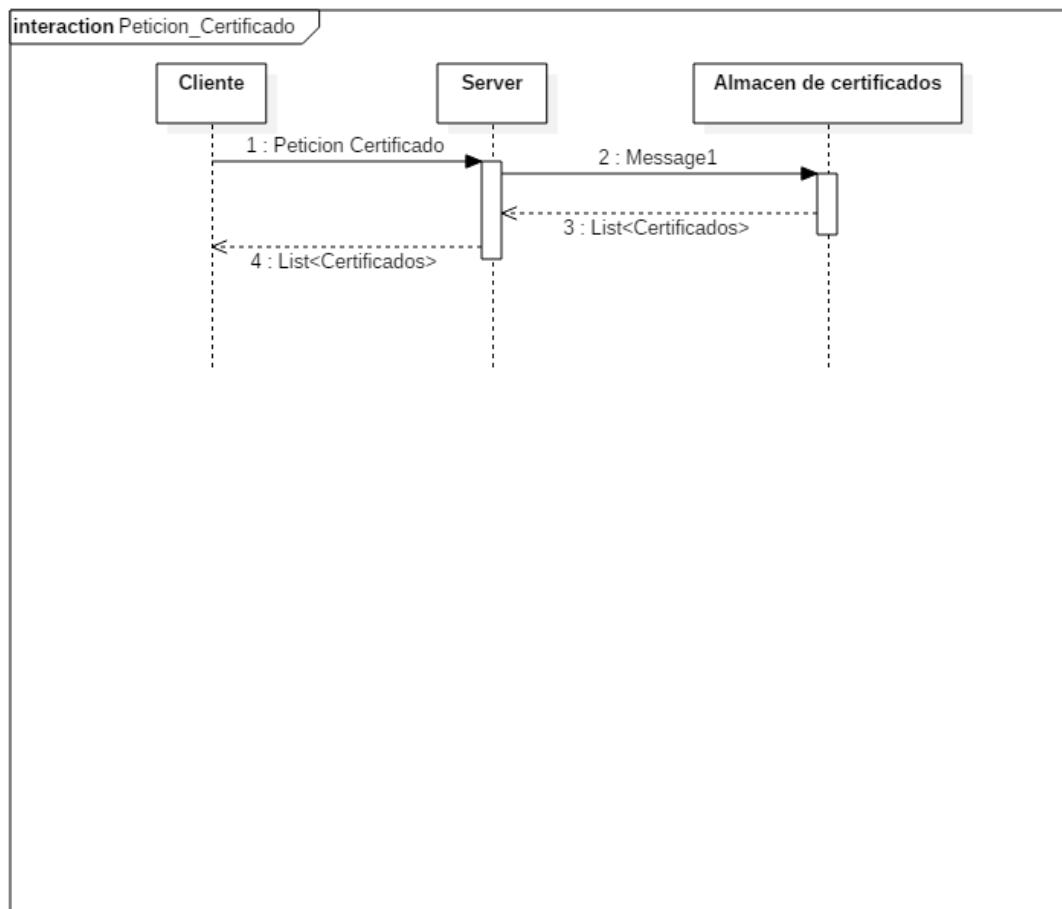 interaction Peticion_Certificado
Cliente
Server
Almacen de certificados
1 : Peticion Certificado
2 : Message1
3 : List<Certificados>
4 : List<Certificados>